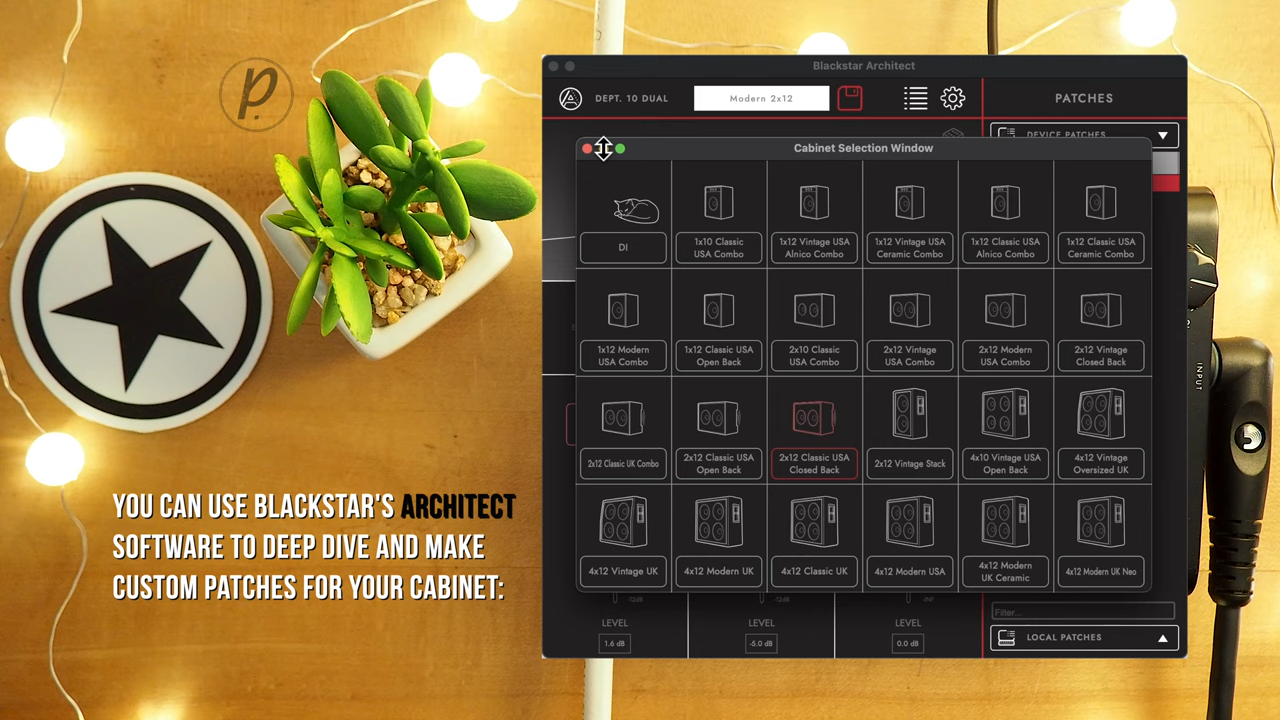 p.
Blackstar Architect
DEPT. 10 DUAL
Modern 2x12
PATCHES
DEVICE PATCHES
Cabinet Selection Window
DI
1x10 Classic
USA Combo
1x12 Vintage USA
Alnico Combo
1x12 Vintage USA
Ceramic Combo
1x12 Classic USA
Alnico Combo
1x12 Classic USA
Ceramic Combo
1x12 Modern
USA Combo
1x12 Classic USA
Open Back
2x10 Classic
USA Combo
2x12 Vintage
USA Combo
2x12 Modern
USA Combo
2x12 Vintage
Closed Back
2x12 Classic UK Combo
2x12 Classic USA
Open Back
2x12 Classic USA
Closed Back
2x12 Vintage Stack
4x10 Vintage USA
Open Back
4x12 Vintage
Oversized UK
4x12 Vintage UK
4x12 Modern UK
4x12 Classic UK
4x12 Modern USA
4x12 Modern
UK Ceramic
4x12 Modern UK Neo
-12dB
-12dB
-INF
LEVEL
LEVEL
LEVEL
1.6 dB
-5.0 dB
0.0 dB
Filter...
LOCAL PATCHES
INPUT
YOU CAN USE BLACKSTAR'S ARCHITECT
SOFTWARE TO DEEP DIVE AND MAKE
CUSTOM PATCHES FOR YOUR CABINET: